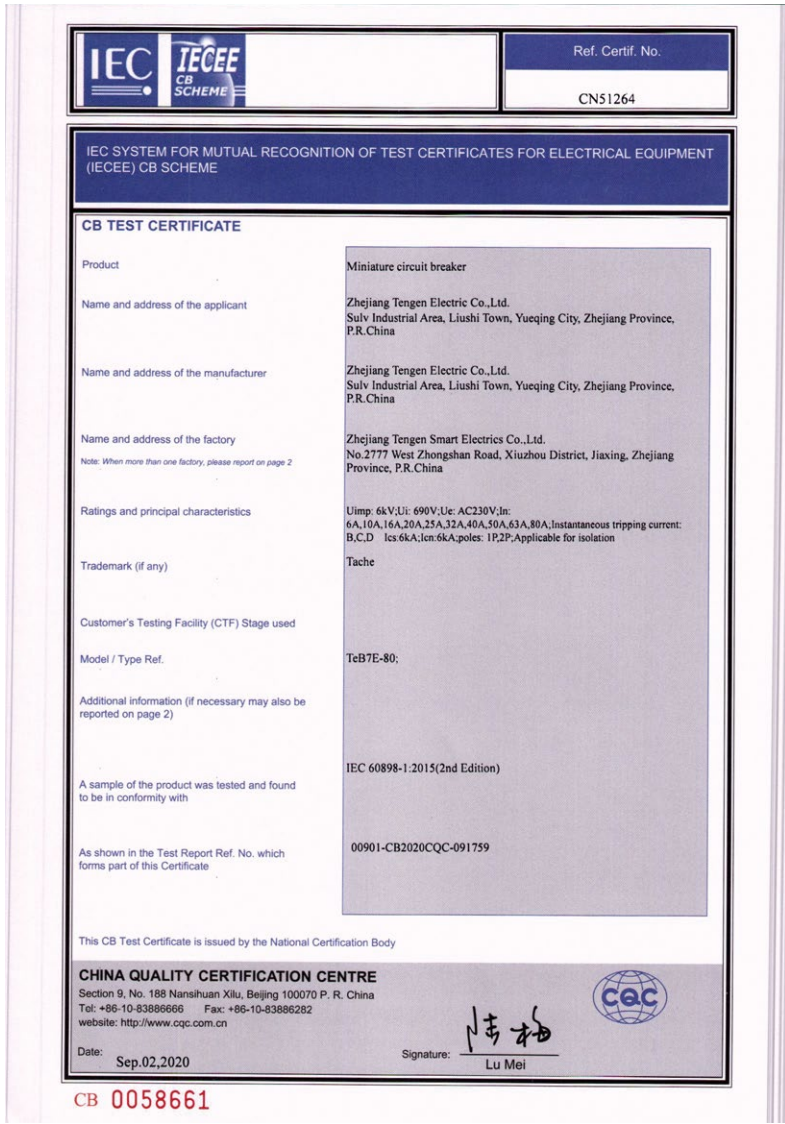 IEC
IECEE
CB
SCHEME
Ref. Certif. No.
CN51264
IEC SYSTEM FOR MUTUAL RECOGNITION OF TEST CERTIFICATES FOR ELECTRICAL EQUIPMENT
(IECEE) CB SCHEME
CB TEST CERTIFICATE
Product
Miniature circuit breaker
Name and address of the applicant
Zhejiang Tengen Electric Co.,Ltd.
Sulv Industrial Area, Liushi Town, Yueqing City, Zhejiang Province,
P.R.China
Name and address of the manufacturer
Zhejiang Tengen Electric Co.,Ltd.
Sulv Industrial Area, Liushi Town, Yueqing City, Zhejiang Province,
P.R.China
Name and address of the factory
Note: When more than one factory, please report on page 2
Zhejiang Tengen Smart Electrics Co.,Ltd.
No.2777 West Zhongshan Road, Xiuzhou District, Jiaxing, Zhejiang
Province, P.R.China
Ratings and principal characteristics
Uimp: 6kV;Ui: 690V;Ue: AC230V;In:
6A,10A,16A,20A,25A,32A,40A,50A,63A,80A;Instantaneous tripping current:
B,C,D Ics:6kA;Icn:6kA;poles: 1P,2P;Applicable for isolation
Trademark (if any)
Tache
Customer's Testing Facility (CTF) Stage used
Model / Type Ref.
TeB7E-80;
Additional information (if necessary may also be
reported on page 2)
A sample of the product was tested and found
to be in conformity with
IEC 60898-1:2015(2nd Edition)
As shown in the Test Report Ref. No. which
forms part of this Certificate
00901-CB2020CQC-091759
This CB Test Certificate is issued by the National Certification Body
CHINA QUALITY CERTIFICATION CENTRE
Section 9, No. 188 Nansihuan Xilu, Beijing 100070 P. R. China
Tel: +86-10-83886666 Fax: +86-10-83886282
website: http://www.cqc.com.cn
CQC
Date:
Sep.02,2020
Signature:
陆梅
Lu Mei
CB 0058661